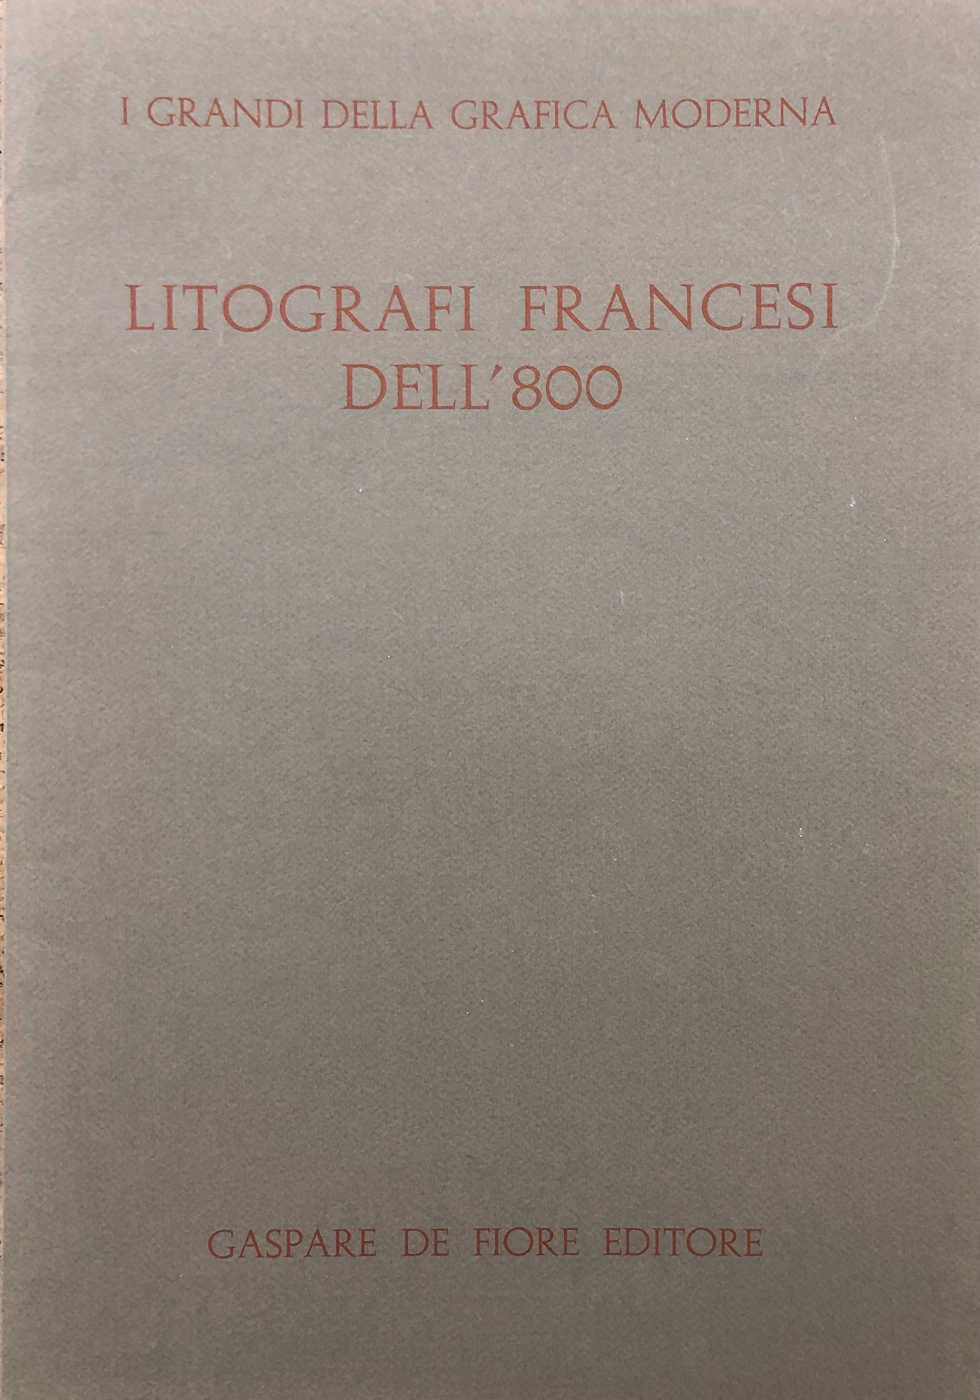 I GRANDI DELLA GRAFICA MODERNA
LITOGRAFI FRANCESI
DELL'800
GASPARE DE FIORE EDITORE